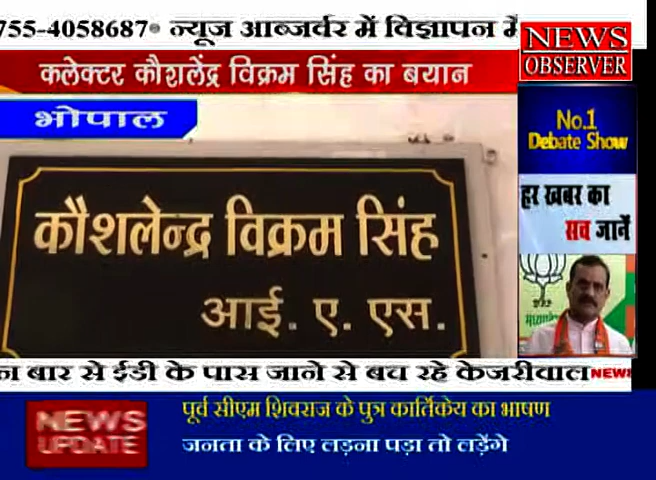 755-4058687• न्यूज आब्जर्वर में विज्ञापन
NEWS
OBSERVER
कलेक्टर कौशलेंद्र विक्रम सिंह का बयान
भोपाल
No.1
Debate Show
कौशलेन्द्र विक्रम सिंह
आई. ए. एस.
हर खबर का
सच जानें
न बार से ईडी के पास जाने से बच रहे केजरीवाल NEWS
NEWS
UPDATE
पूर्व सीएम शिवराज के पुत्र कार्तिकेय का भाषण
जनता के लिए लड़ना पड़ा तो लड़ेंगे